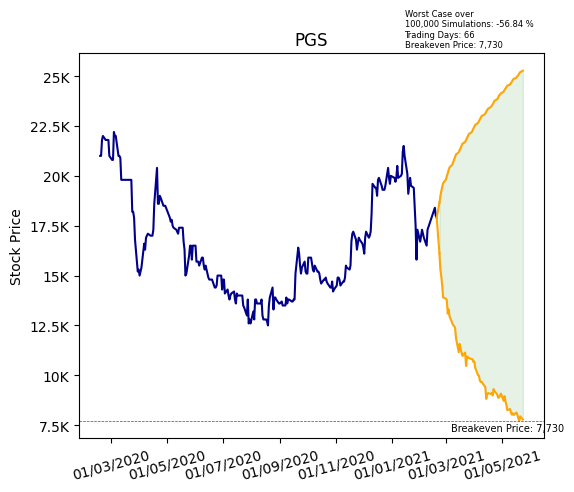 Worst Case over
100,000 Simulations: -56.84 %
Trading Days: 66
Breakeven Price: 7,730
PGS
Stock Price
25K
22.5K
20K
17.5K
15K
12.5K
10K
7.5K
Breakeven Price: 7,730
01/03/2020
01/05/2020
01/07/2020
01/09/2020
01/11/2020
01/01/2021
01/03/2021
01/05/2021